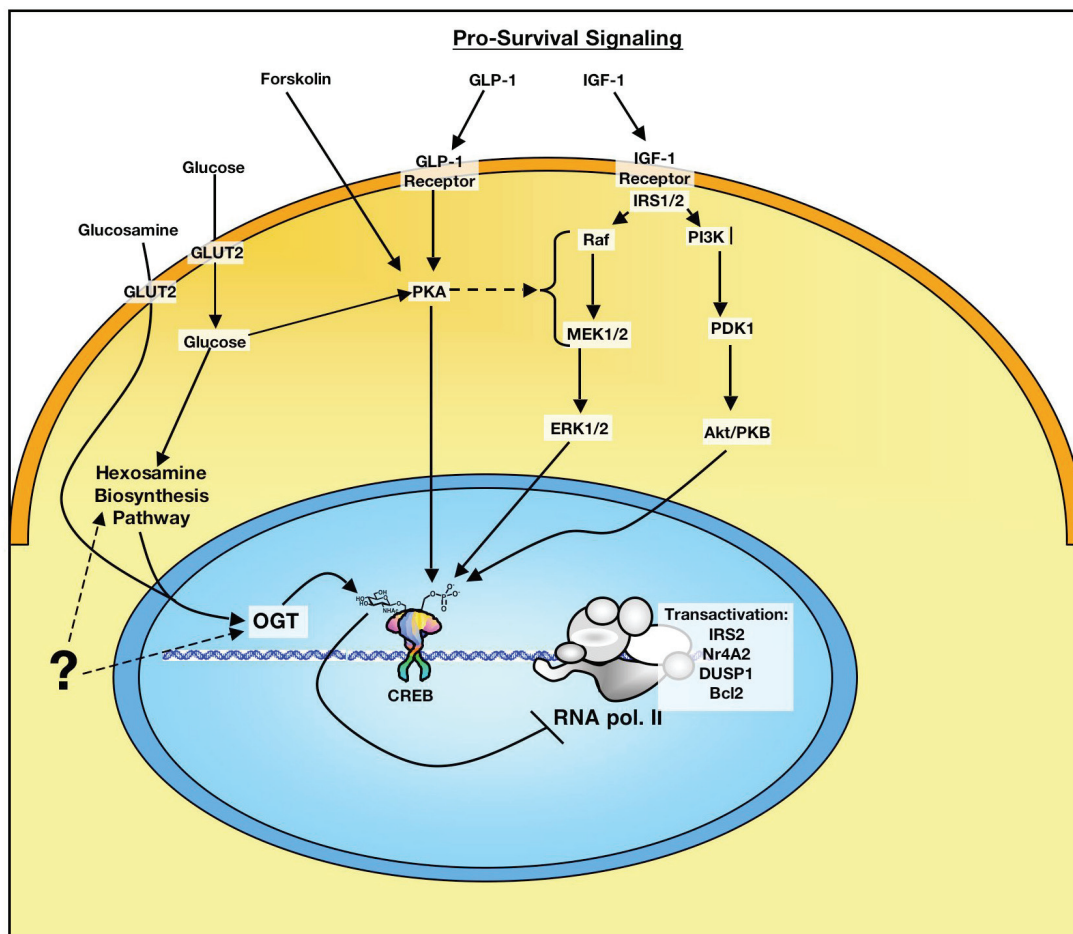 Pro-Survival Signaling
Forskolin
GLP-1
IGF-1
Glucose
GLP-1
Receptor
IGF-1
Receptor
IRS1/2
Glucosamine
GLUT2
GLUT2
Raf
PI3K
PKA
Glucose
MEK1/2
PDK1
ERK1/2
Akt/PKB
Hexosamine
Biosynthesis
Pathway
OGT
?
CREB
RNA pol. II
Transactivation:
IRS2
Nr4A2
DUSP1
Bcl2